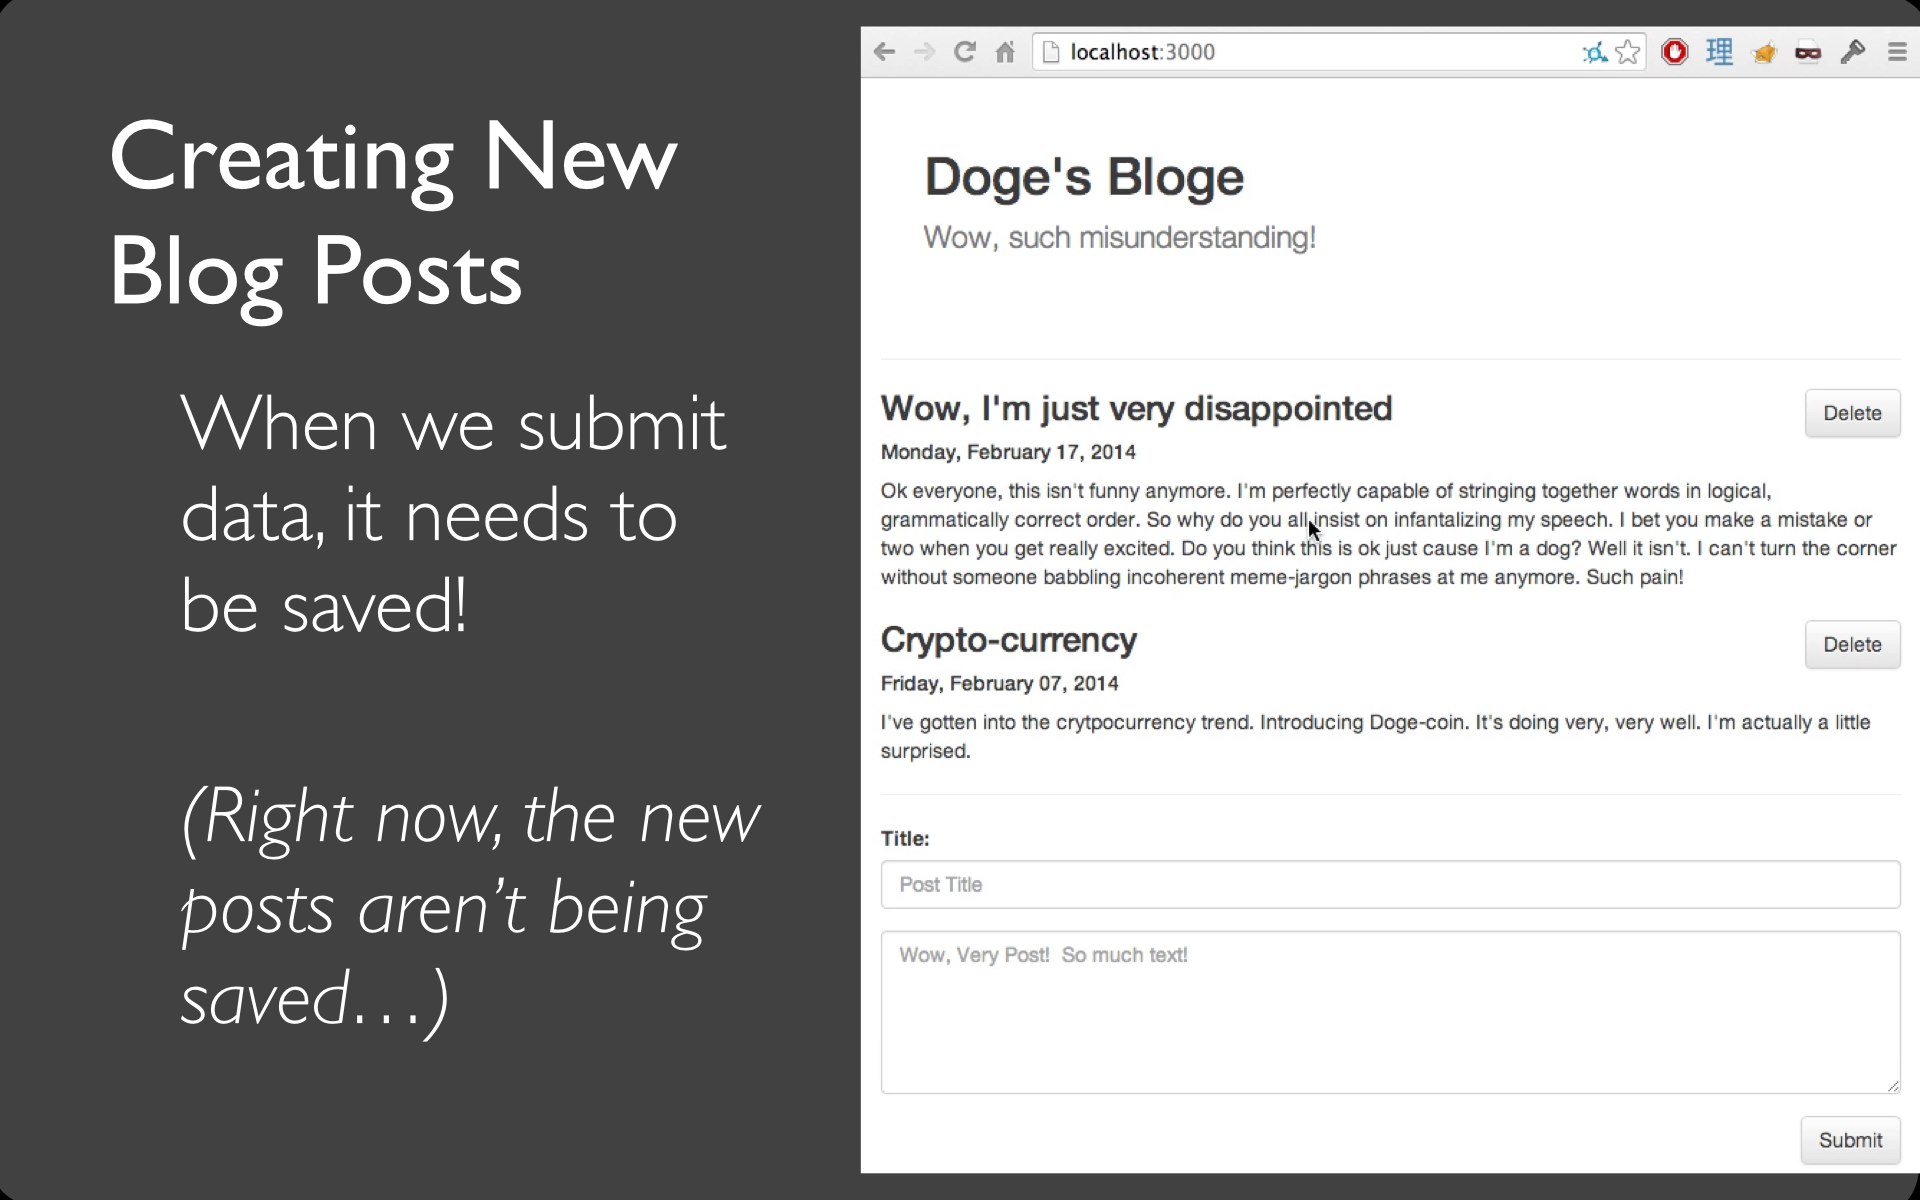 Creating New
Blog Posts
When we submit
data, it needs to
be saved!
(Right now, the new
posts aren't being
saved…)
localhost:3000
理
Doge's Bloge
Wow, such misunderstanding!
Wow, I'm just very disappointed
Delete
Monday, February 17, 2014
Ok everyone, this isn't funny anymore. I'm perfectly capable of stringing together words in logical,
grammatically correct order. So why do you all insist on infantalizing my speech. I bet you make a mistake or
two when you get really excited. Do you think this is ok just cause I'm a dog? Well it isn't. I can't turn the corner
without someone babbling incoherent meme-jargon phrases at me anymore. Such pain!
Crypto-currency
Delete
Friday, February 07, 2014
I've gotten into the crytpocurrency trend. Introducing Doge-coin. It's doing very, very well. I'm actually a little
surprised.
Title:
Post Title
Wow, Very Post!  So much text!
Submit